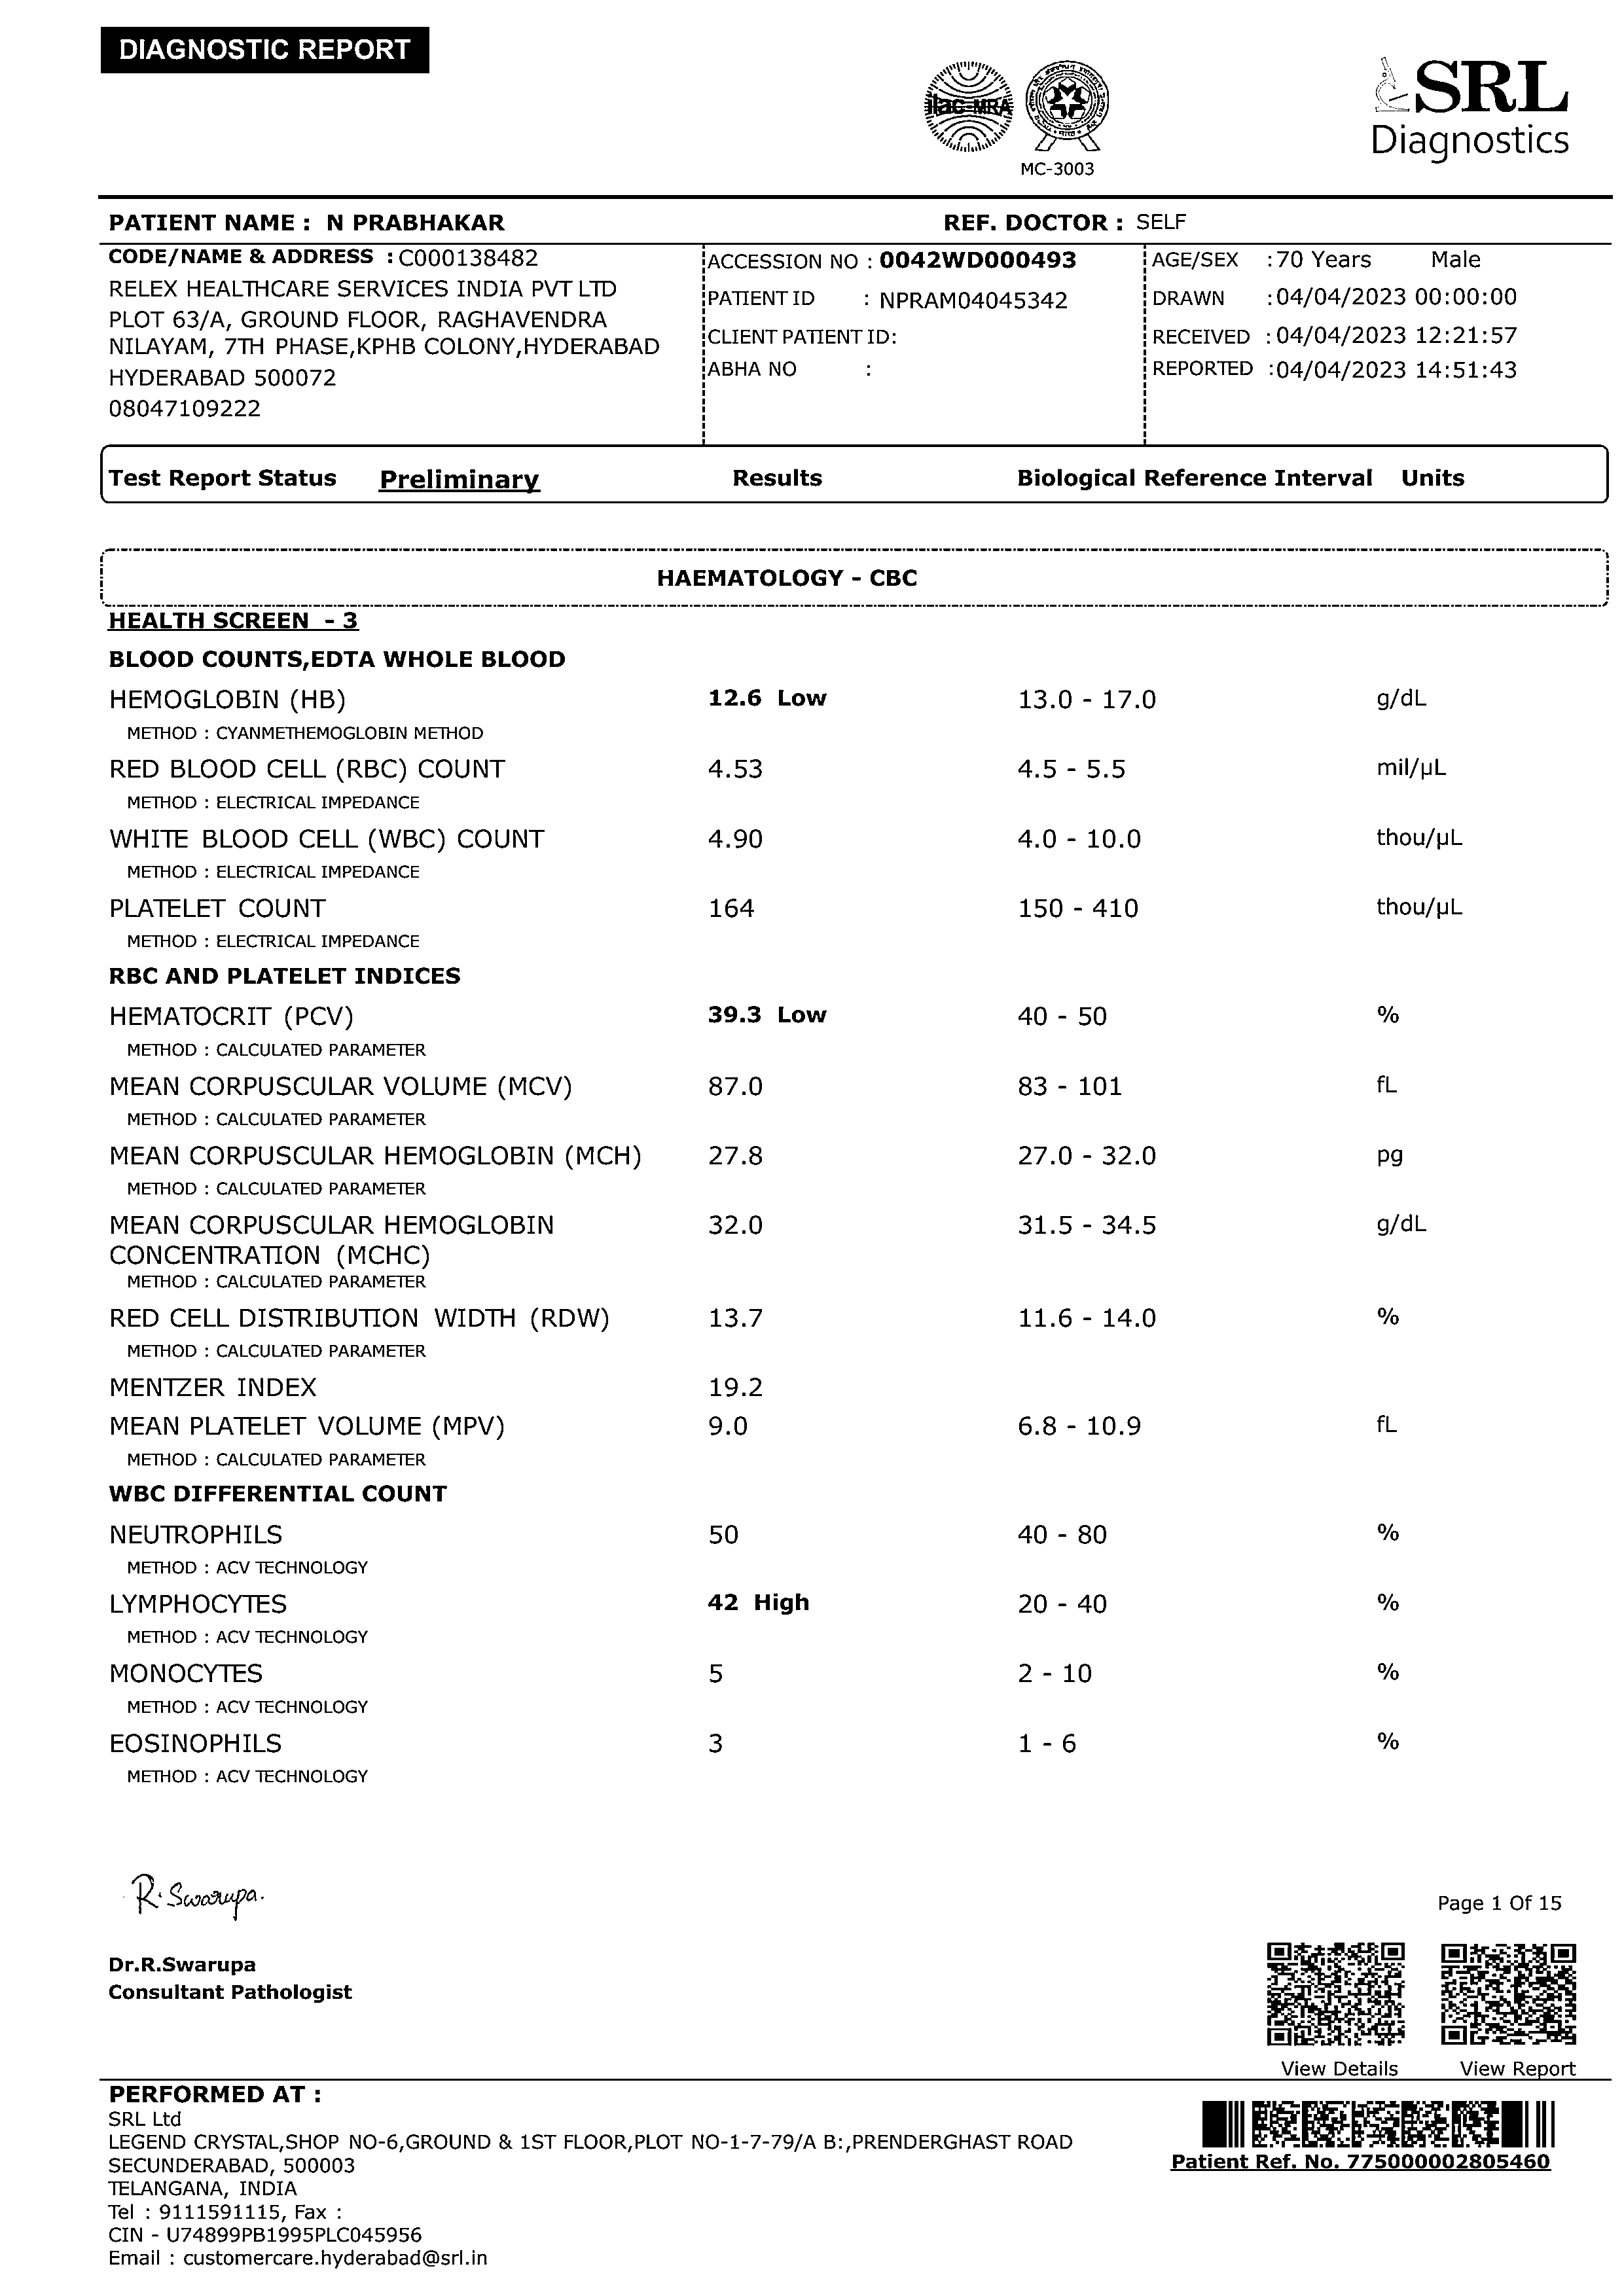 DIAGNOSTIC REPORT
ilac-MRA
MC-3003
SRL
Diagnostics
PATIENT NAME : N PRABHAKAR REF. DOCTOR : SELF
CODE/NAME & ADDRESS : C000138482
RELEX HEALTHCARE SERVICES INDIA PVT LTD
PLOT 63/A, GROUND FLOOR, RAGHAVENDRA
NILAYAM, 7TH PHASE,KPHB COLONY,HYDERABAD
HYDERABAD 500072
08047109222
ACCESSION NO : 0042WD000493
PATIENT ID : NPRAM04045342
CLIENT PATIENT ID:
ABHA NO :
AGE/SEX :70 Years Male
DRAWN :04/04/2023 00:00:00
RECEIVED :04/04/2023 12:21:57
REPORTED :04/04/2023 14:51:43
Test Report Status Preliminary Results Biological Reference Interval Units
HAEMATOLOGY - CBC
HEALTH SCREEN - 3
BLOOD COUNTS,EDTA WHOLE BLOOD
HEMOGLOBIN (HB) 12.6 Low 13.0 - 17.0 g/dL
METHOD : CYANMETHEMOGLOBIN METHOD
RED BLOOD CELL (RBC) COUNT 4.53 4.5 - 5.5 mil/µL
METHOD : ELECTRICAL IMPEDANCE
WHITE BLOOD CELL (WBC) COUNT 4.90 4.0 - 10.0 thou/µL
METHOD : ELECTRICAL IMPEDANCE
PLATELET COUNT 164 150 - 410 thou/µL
METHOD : ELECTRICAL IMPEDANCE
RBC AND PLATELET INDICES
HEMATOCRIT (PCV) 39.3 Low 40 - 50 %
METHOD : CALCULATED PARAMETER
MEAN CORPUSCULAR VOLUME (MCV) 87.0 83 - 101 fL
METHOD : CALCULATED PARAMETER
MEAN CORPUSCULAR HEMOGLOBIN (MCH) 27.8 27.0 - 32.0 pg
METHOD : CALCULATED PARAMETER
MEAN CORPUSCULAR HEMOGLOBIN 32.0 31.5 - 34.5 g/dL
CONCENTRATION (MCHC)
METHOD : CALCULATED PARAMETER
RED CELL DISTRIBUTION WIDTH (RDW) 13.7 11.6 - 14.0 %
METHOD : CALCULATED PARAMETER
MENTZER INDEX 19.2
MEAN PLATELET VOLUME (MPV) 9.0 6.8 - 10.9 fL
METHOD : CALCULATED PARAMETER
WBC DIFFERENTIAL COUNT
NEUTROPHILS 50 40 - 80 %
METHOD : ACV TECHNOLOGY
LYMPHOCYTES 42 High 20 - 40 %
METHOD : ACV TECHNOLOGY
MONOCYTES 5 2 - 10 %
METHOD : ACV TECHNOLOGY
EOSINOPHILS 3 1 - 6 %
METHOD : ACV TECHNOLOGY
R. Swarupa.
Page 1 Of 15
Dr.R.Swarupa
Consultant Pathologist
View Details View Report
PERFORMED AT :
SRL Ltd
LEGEND CRYSTAL,SHOP NO-6,GROUND & 1ST FLOOR,PLOT NO-1-7-79/A B:,PRENDERGHAST ROAD
SECUNDERABAD, 500003
TELANGANA, INDIA
Tel : 9111591115, Fax :
CIN - U74899PB1995PLC045956
Email : customercare.hyderabad@srl.in
Patient Ref. No. 775000002805460